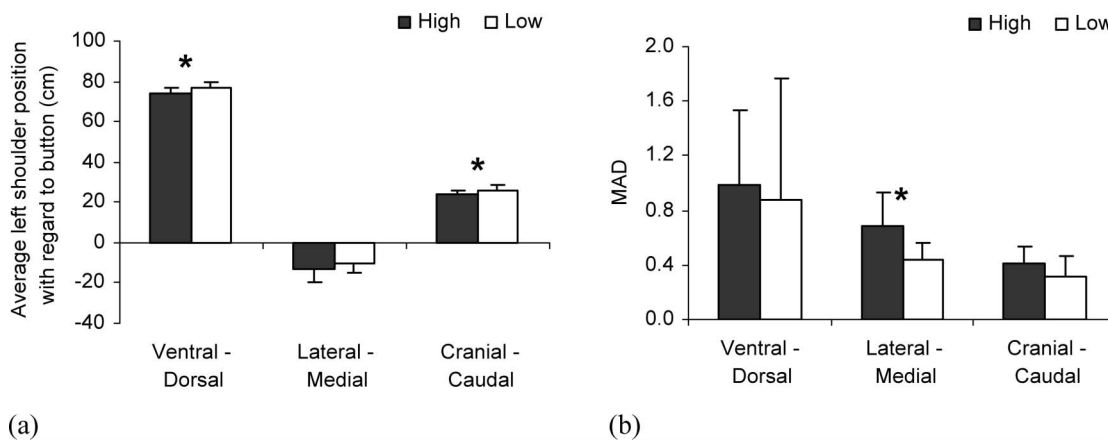 High Low
Average left shoulder position
with regard to button (cm)
100
80
60
40
20
0
-20
-40
*
*
Ventral -
Dorsal
Lateral -
Medial
Cranial -
Caudal
(a)
High Low
MAD
2.0
1.6
1.2
0.8
0.4
0.0
*
Ventral -
Dorsal
Lateral -
Medial
Cranial -
Caudal
(b)